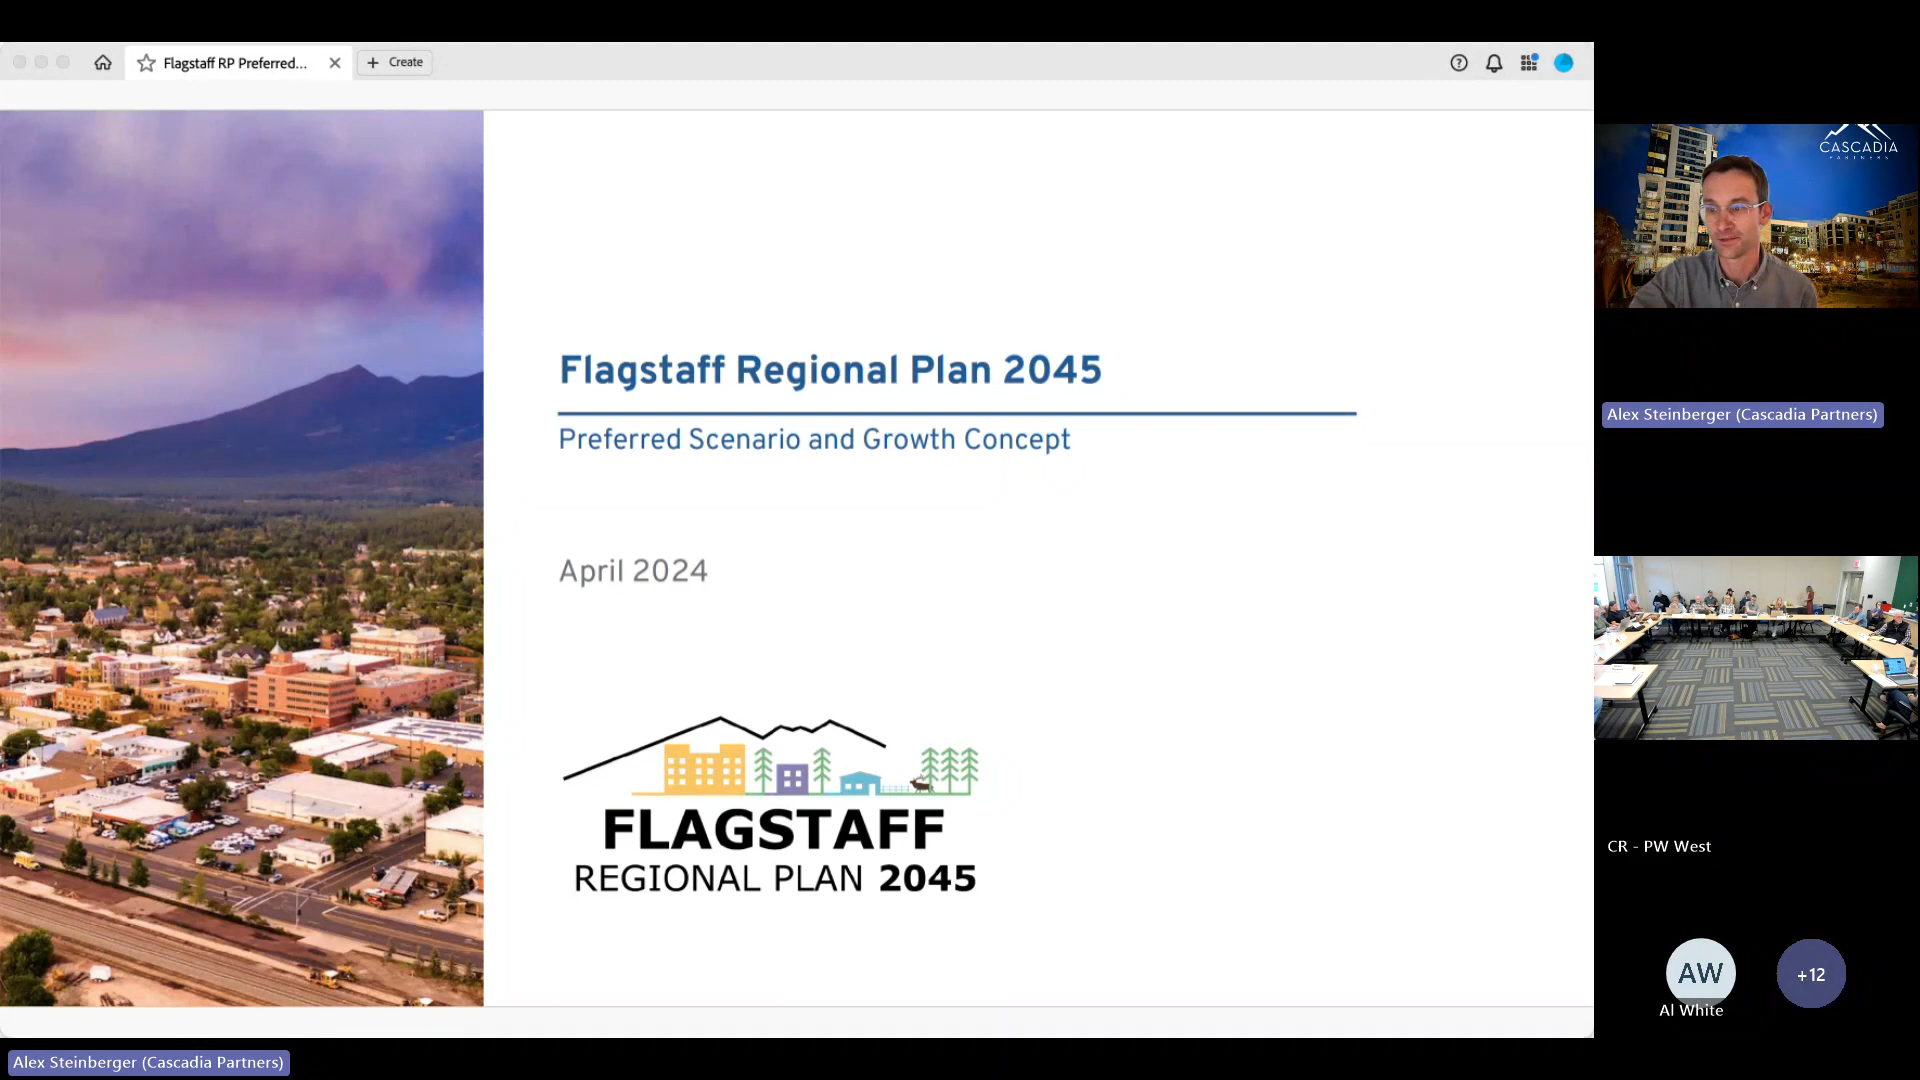 Flagstaff RP Preferred...
Create
CASCADIA
PARTNERS
Flagstaff Regional Plan 2045
Preferred Scenario and Growth Concept
Alex Steinberger (Cascadia Partners)
April 2024
FLAGSTAFF
REGIONAL PLAN 2045
CR - PW West
AW
+12
Al White
Alex Steinberger (Cascadia Partners)